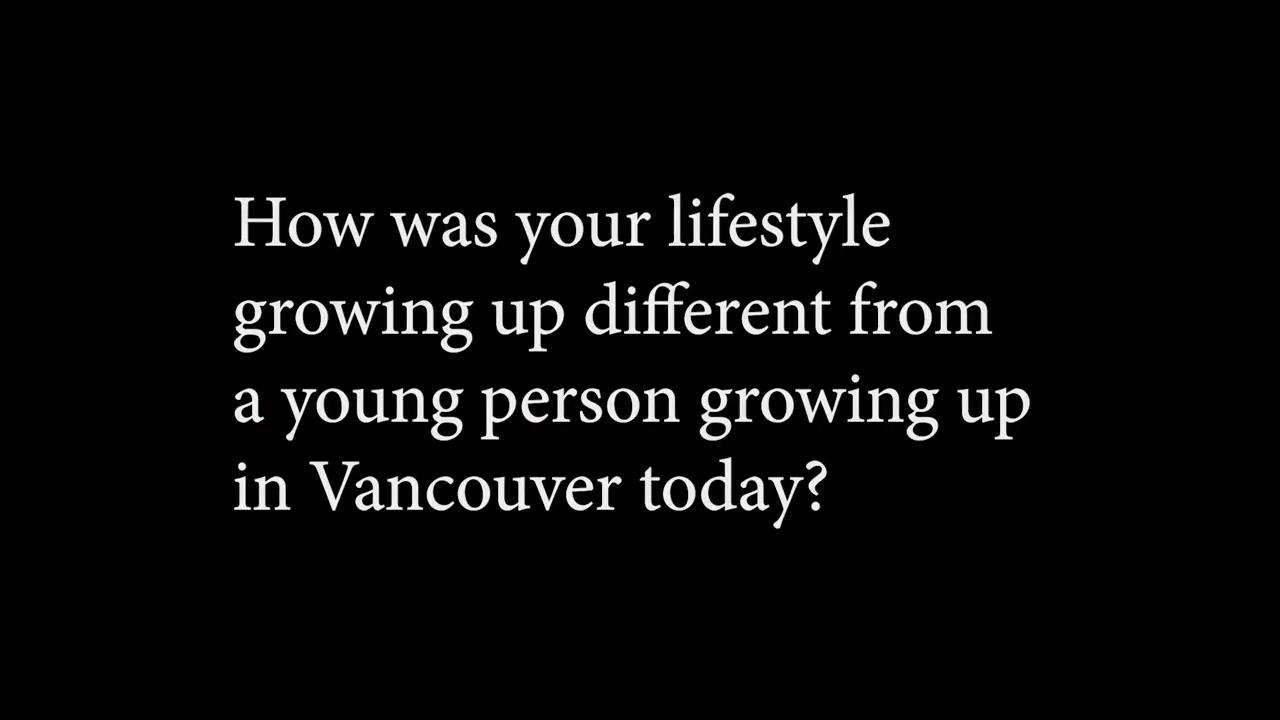 How was your lifestyle
growing up different from
a young person growing up
in Vancouver today?